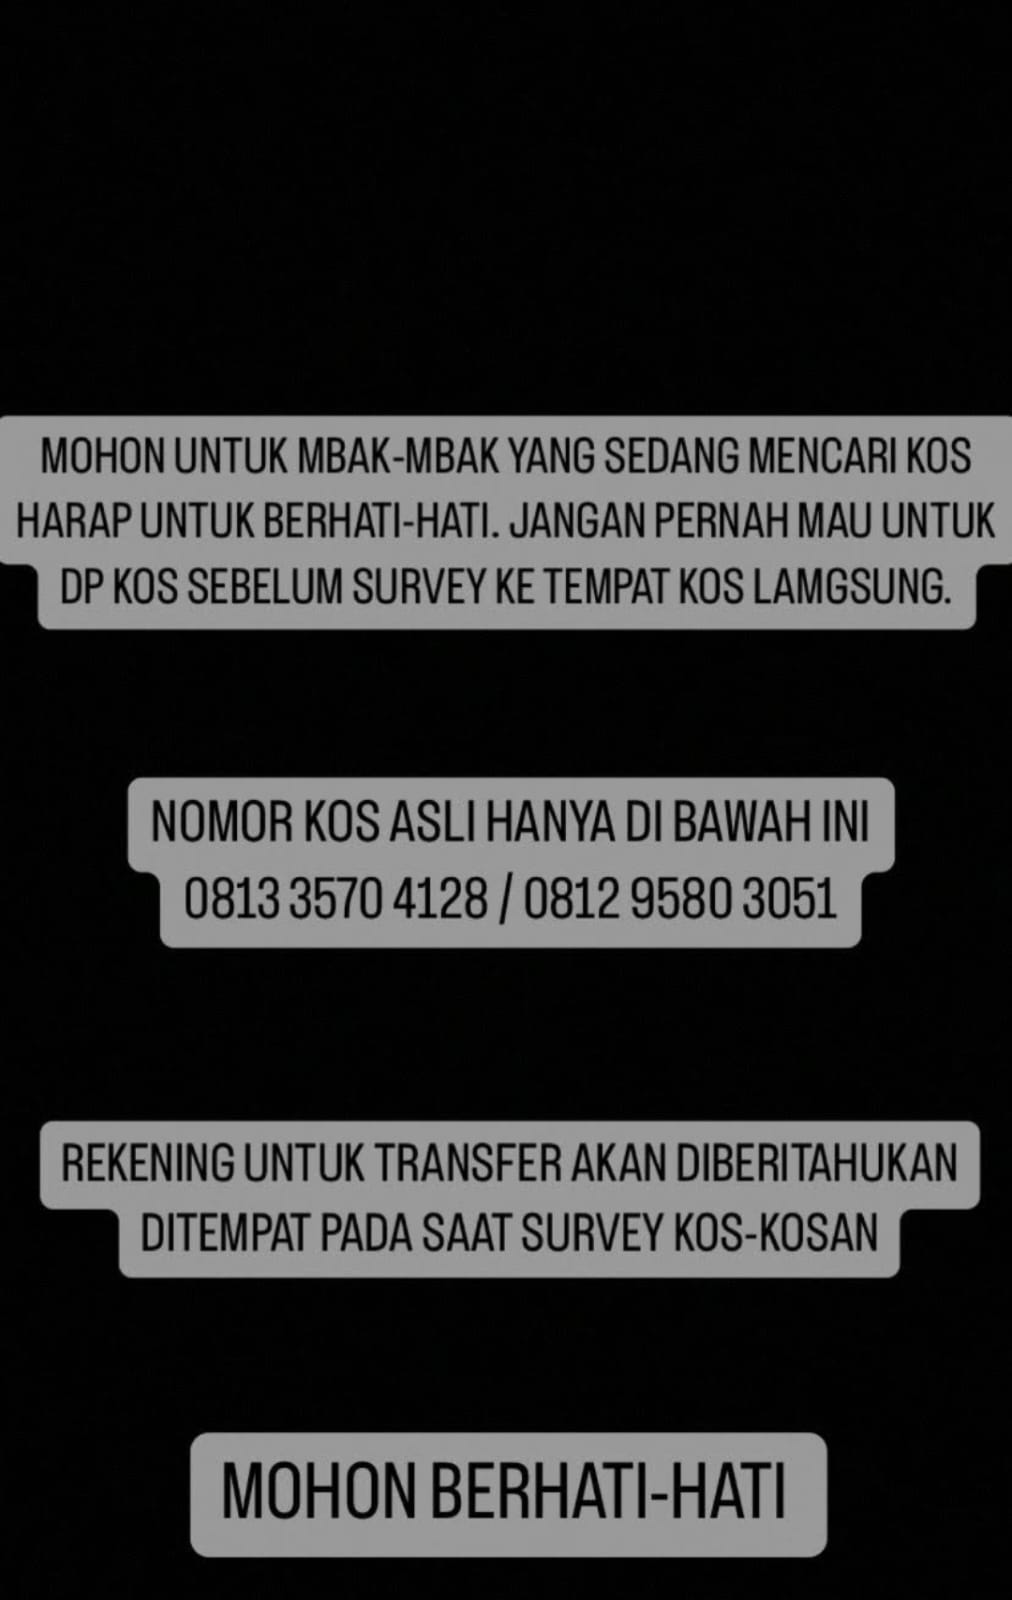 MOHON UNTUK MBAK-MBAK YANG SEDANG MENCARI KOS
HARAP UNTUK BERHATI-HATI. JANGAN PERNAH MAU UNTUK
DP KOS SEBELUM SURVEY KE TEMPAT KOS LAMGSUNG.
NOMOR KOS ASLI HANYA DI BAWAH INI
0813 3570 4128 / 0812 9580 3051
REKENING UNTUK TRANSFER AKAN DIBERITAHUKAN
DITEMPAT PADA SAAT SURVEY KOS-KOSAN
MOHON BERHATI-HATI